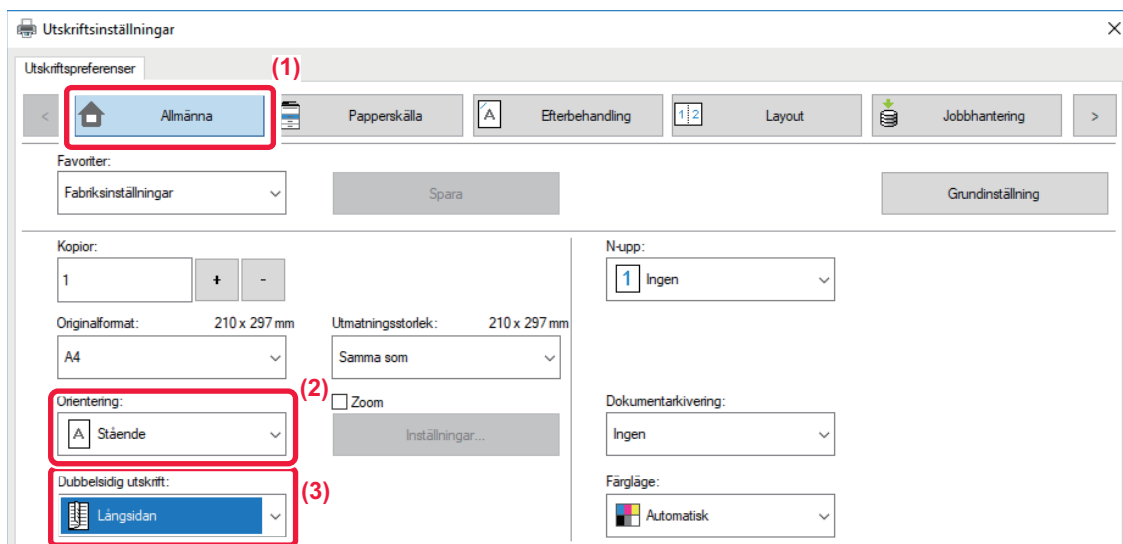 Utskriftsinställningar
Utskriftspreferenser
(1)
< Allmänna Papperskälla Efterbehandling Layout Jobbhantering >
Favoriter:
Fabriksinställningar Spara Grundinställning
Kopior: N-upp:
1 + - 1 Ingen
Originalformat: 210 x 297 mm Utmatningsstorlek: 210 x 297 mm
A4 Samma som
(2)
Orientering: Zoom Dokumentarkivering:
A Stående Inställningar... Ingen
Dubbelsidig utskrift: (3) Färgläge:
Långsidan Automatisk